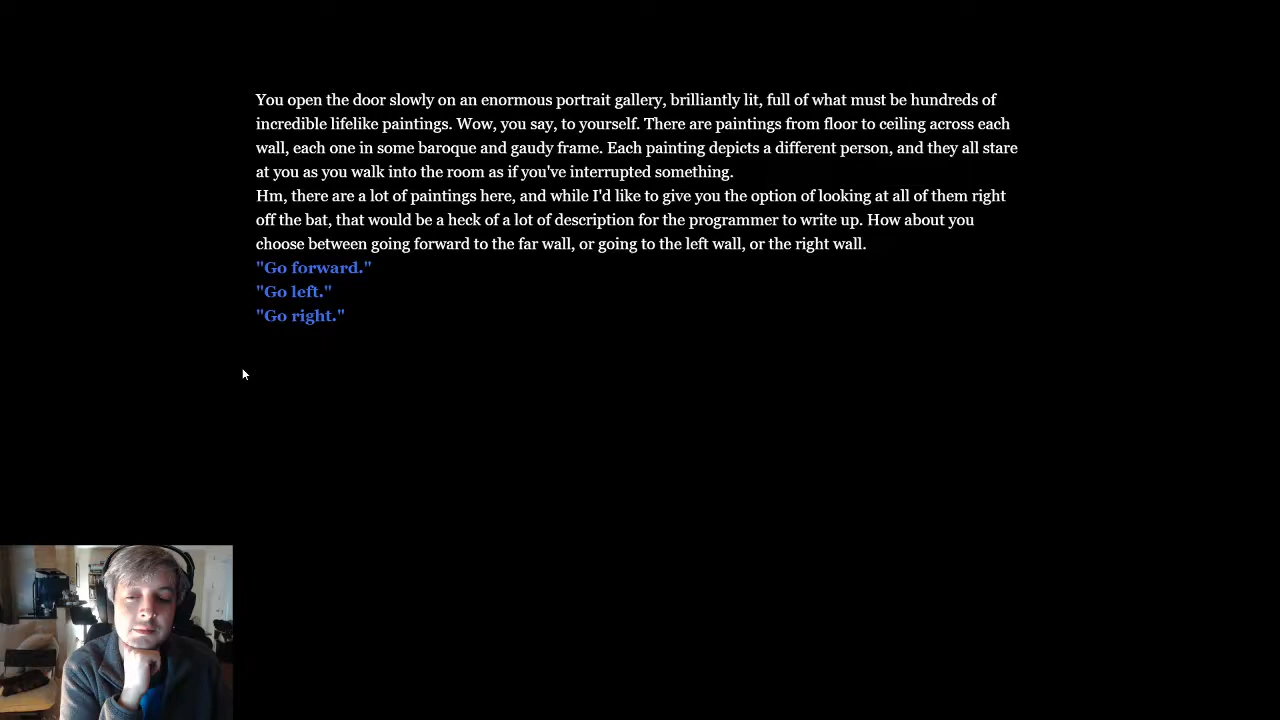 You open the door slowly on an enormous portrait gallery, brilliantly lit, full of what must be hundreds of
incredible lifelike paintings. Wow, you say, to yourself. There are paintings from floor to ceiling across each
wall, each one in some baroque and gaudy frame. Each painting depicts a different person, and they all stare
at you as you walk into the room as if you've interrupted something.
Hm, there are a lot of paintings here, and while I'd like to give you the option of looking at all of them right
off the bat, that would be a heck of a lot of description for the programmer to write up. How about you
choose between going forward to the far wall, or going to the left wall, or the right wall.
"Go forward."
"Go left."
"Go right."